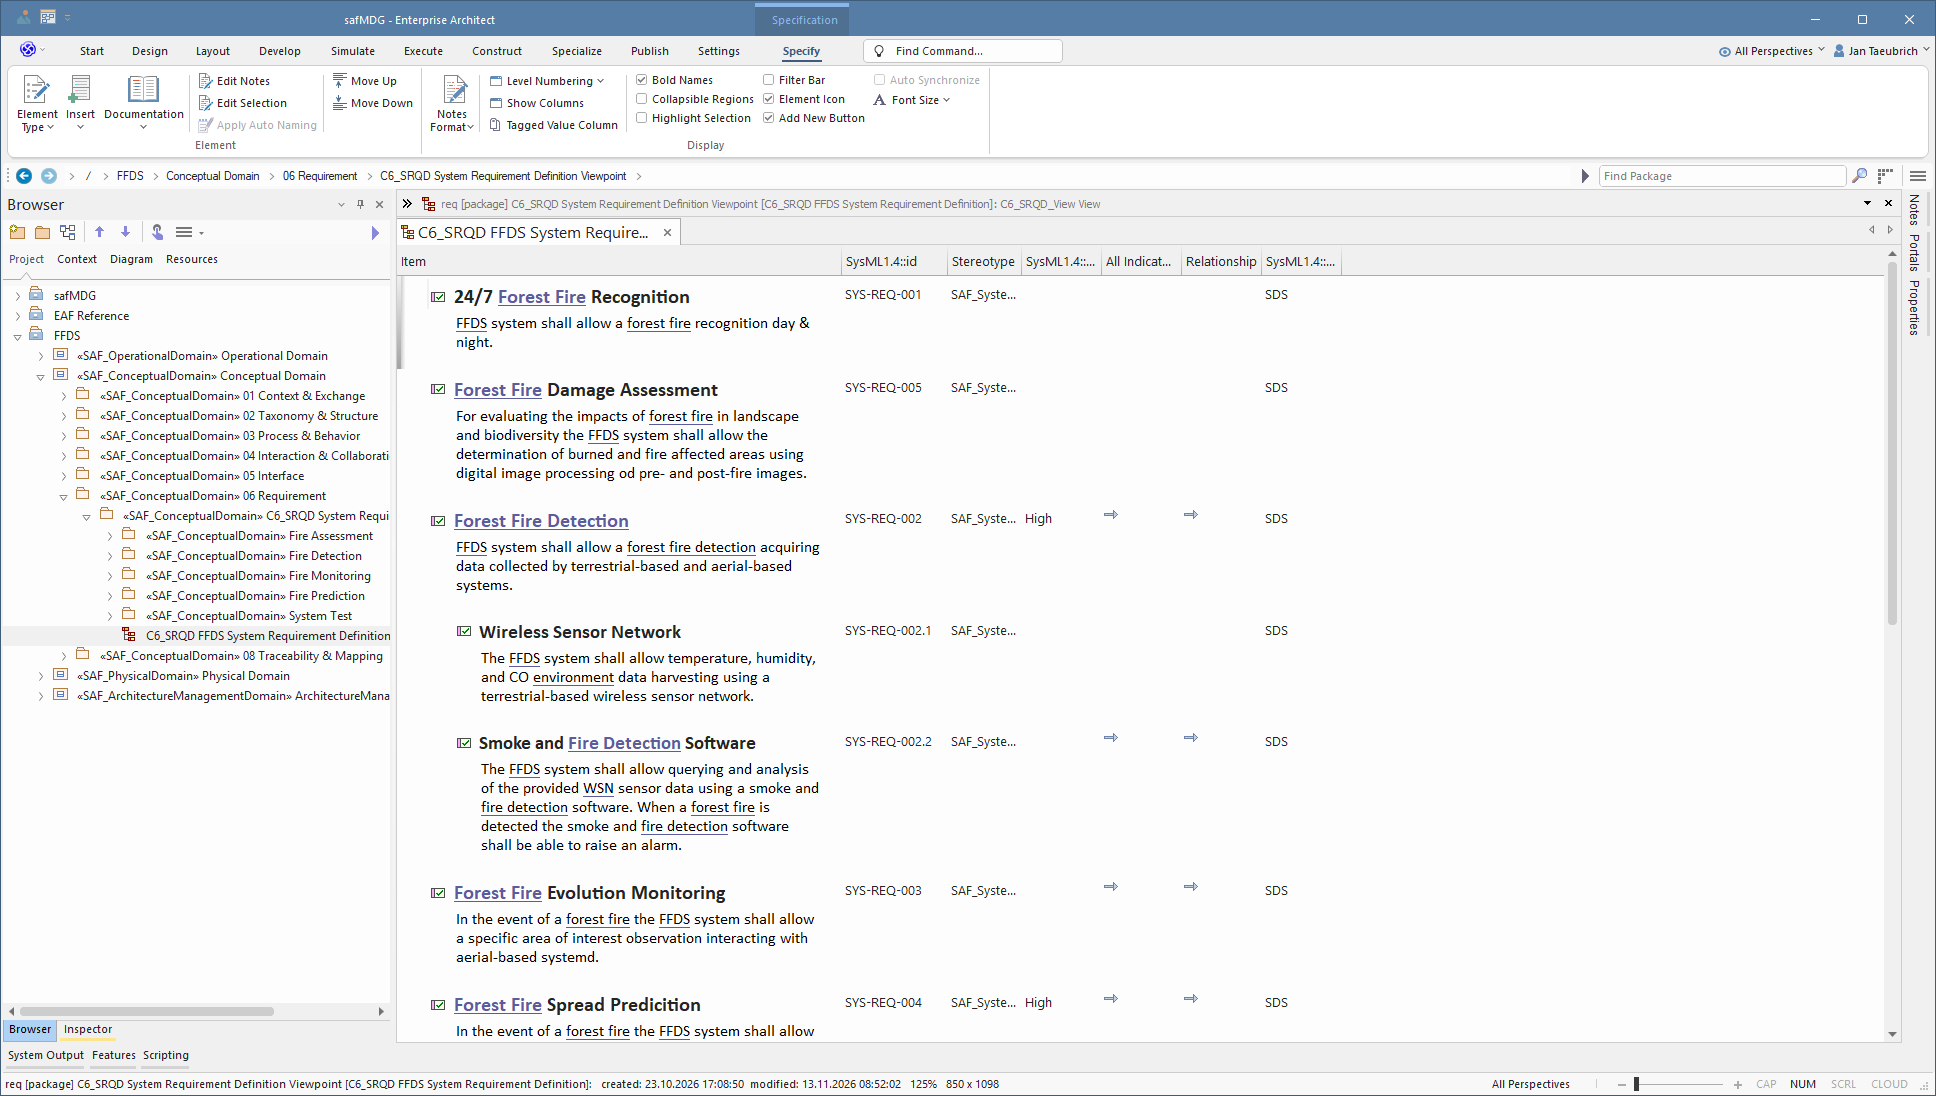 safMDG - Enterprise Architect
Specification
Start Design Layout Develop Simulate Execute Construct Specialize Publish Settings Specify Find Command...
All Perspectives Jan Taeubrich
Element Type
Insert
Documentation
Edit Notes
Edit Selection
Apply Auto Naming
Move Up
Move Down
Element
Notes Format
Level Numbering
Show Columns
Tagged Value Column
Bold Names
Collapsible Regions
Highlight Selection
Filter Bar
Element Icon
Add New Button
Auto Synchronize
Font Size
Display
/ FFDS Conceptual Domain 06 Requirement C6_SRQD System Requirement Definition Viewpoint
Find Package
Browser
Project Context Diagram Resources
safMDG
EAF Reference
FFDS
«SAF_OperationalDomain» Operational Domain
«SAF_ConceptualDomain» Conceptual Domain
«SAF_ConceptualDomain» 01 Context & Exchange
«SAF_ConceptualDomain» 02 Taxonomy & Structure
«SAF_ConceptualDomain» 03 Process & Behavior
«SAF_ConceptualDomain» 04 Interaction & Collaborati
«SAF_ConceptualDomain» 05 Interface
«SAF_ConceptualDomain» 06 Requirement
«SAF_ConceptualDomain» C6_SRQD System Requi
«SAF_ConceptualDomain» Fire Assessment
«SAF_ConceptualDomain» Fire Detection
«SAF_ConceptualDomain» Fire Monitoring
«SAF_ConceptualDomain» Fire Prediction
«SAF_ConceptualDomain» System Test
C6_SRQD FFDS System Requirement Definition
«SAF_ConceptualDomain» 08 Traceability & Mapping
«SAF_PhysicalDomain» Physical Domain
«SAF_ArchitectureManagementDomain» ArchitectureMana
Browser Inspector
System Output Features Scripting
req [package] C6_SRQD System Requirement Definition Viewpoint [C6_SRQD FFDS System Requirement Definition]: C6_SRQD_View View
C6_SRQD FFDS System Require...
Item SysML1.4::id Stereotype SysML1.4::... All Indicat... Relationship SysML1.4::...
24/7 Forest Fire Recognition SYS-REQ-001 SAF_Syste... SDS
FFDS system shall allow a forest fire recognition day &
night.
Forest Fire Damage Assessment SYS-REQ-005 SAF_Syste... SDS
For evaluating the impacts of forest fire in landscape
and biodiversity the FFDS system shall allow the
determination of burned and fire affected areas using
digital image processing od pre- and post-fire images.
Forest Fire Detection SYS-REQ-002 SAF_Syste... High SDS
FFDS system shall allow a forest fire detection acquiring
data collected by terrestrial-based and aerial-based
systems.
Wireless Sensor Network SYS-REQ-002.1 SAF_Syste... SDS
The FFDS system shall allow temperature, humidity,
and CO environment data harvesting using a
terrestrial-based wireless sensor network.
Smoke and Fire Detection Software SYS-REQ-002.2 SAF_Syste... SDS
The FFDS system shall allow querying and analysis
of the provided WSN sensor data using a smoke and
fire detection software. When a forest fire is
detected the smoke and fire detection software
shall be able to raise an alarm.
Forest Fire Evolution Monitoring SYS-REQ-003 SAF_Syste... SDS
In the event of a forest fire the FFDS system shall allow
a specific area of interest observation interacting with
aerial-based systemd.
Forest Fire Spread Predicition SYS-REQ-004 SAF_Syste... High SDS
In the event of a forest fire the FFDS system shall allow
Notes
Portals
Properties
req [package] C6_SRQD System Requirement Definition Viewpoint [C6_SRQD FFDS System Requirement Definition]: created: 23.10.2026 17:08:50 modified: 13.11.2026 08:52:02 125% 850 x 1098
All Perspectives CAP NUM SCRL CLOUD